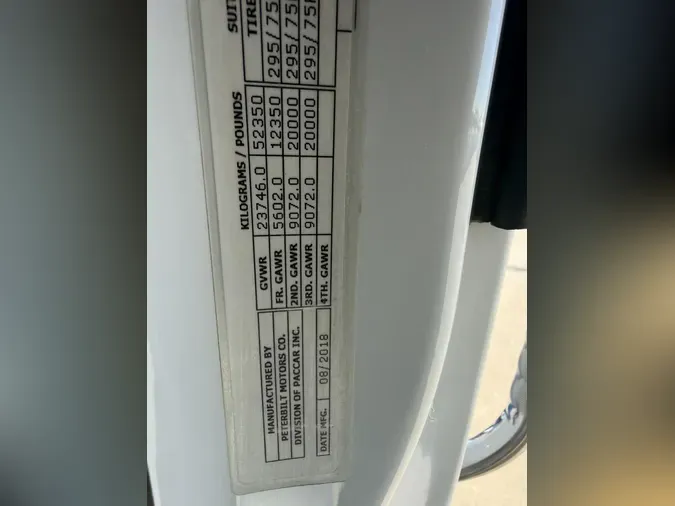 MANUFACTURED BY
PETERBILT MOTORS CO.
DIVISION OF PACCAR INC.
DATE MFG. 08/2018
KILOGRAMS / POUNDS
GVWR 23746.0 52350
FR. GAWR 5602.0 12350 295/75
2ND. GAWR 9072.0 20000 295/75
3RD. GAWR 9072.0 20000 295/75
4TH. GAWR
SUIT
TIRE